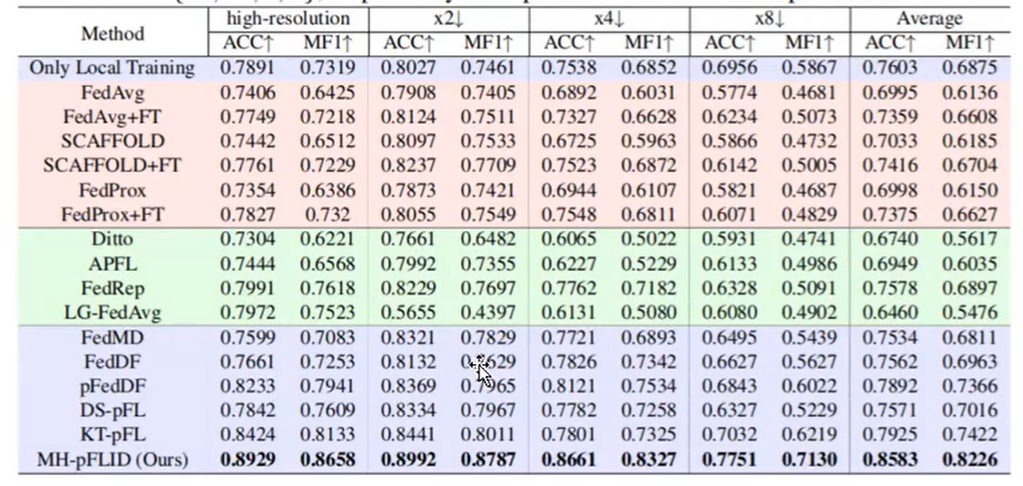 Method high-resolution x2↓ x4↓ x8↓ Average
ACC↑ MF1↑ ACC↑ MF1↑ ACC↑ MF1↑ ACC↑ MF1↑ ACC↑ MF1↑
Only Local Training 0.7891 0.7319 0.8027 0.7461 0.7538 0.6852 0.6956 0.5867 0.7603 0.6875
FedAvg 0.7406 0.6425 0.7908 0.7405 0.6892 0.6031 0.5774 0.4681 0.6995 0.6136
FedAvg+FT 0.7749 0.7218 0.8124 0.7511 0.7327 0.6628 0.6234 0.5073 0.7359 0.6608
SCAFFOLD 0.7442 0.6512 0.8097 0.7533 0.6725 0.5963 0.5866 0.4732 0.7033 0.6185
SCAFFOLD+FT 0.7761 0.7229 0.8237 0.7709 0.7523 0.6872 0.6142 0.5005 0.7416 0.6704
FedProx 0.7354 0.6386 0.7873 0.7421 0.6944 0.6107 0.5821 0.4687 0.6998 0.6150
FedProx+FT 0.7827 0.732 0.8055 0.7549 0.7548 0.6811 0.6071 0.4829 0.7375 0.6627
Ditto 0.7304 0.6221 0.7661 0.6482 0.6065 0.5022 0.5931 0.4741 0.6740 0.5617
APFL 0.7444 0.6568 0.7992 0.7355 0.6227 0.5229 0.6133 0.4986 0.6949 0.6035
FedRep 0.7991 0.7618 0.8229 0.7697 0.7762 0.7182 0.6328 0.5091 0.7578 0.6897
LG-FedAvg 0.7972 0.7523 0.5655 0.4397 0.6131 0.5080 0.6080 0.4902 0.6460 0.5476
FedMD 0.7599 0.7083 0.8321 0.7829 0.7721 0.6893 0.6495 0.5439 0.7534 0.6811
FedDF 0.7661 0.7253 0.8132 0.7826 0.7342 0.6627 0.5627 0.7562 0.6963
pFedDF 0.8233 0.7941 0.8369 0.7965 0.8121 0.7534 0.6843 0.6022 0.7892 0.7366
DS-pFL 0.7842 0.7609 0.8334 0.7967 0.7782 0.7258 0.6327 0.5229 0.7571 0.7016
KT-pFL 0.8424 0.8133 0.8441 0.8011 0.7801 0.7325 0.7032 0.6219 0.7925 0.7422
MH-pFLID (Ours) 0.8929 0.8658 0.8992 0.8787 0.8661 0.8327 0.7751 0.7130 0.8583 0.8226